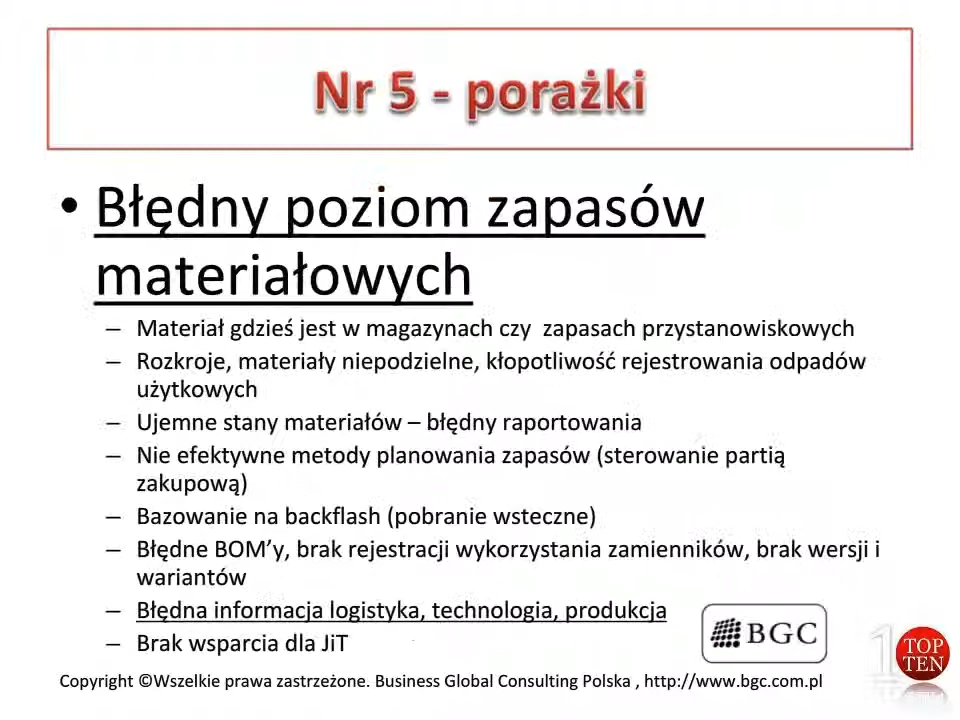 Nr 5 - porażki
• Błędny poziom zapasów
materiałowych
– Materiał gdzieś jest w magazynach czy zapasach przystanowiskowych
– Rozkroje, materiały niepodzielne, kłopotliwość rejestrowania odpadów
użytkowych
– Ujemne stany materiałów – błędny raportowania
– Nie efektywne metody planowania zapasów (sterowanie partią
zakupową)
– Bazowanie na backflash (pobranie wsteczne)
– Błędne BOM’y, brak rejestracji wykorzystania zamienników, brak wersji i
wariantów
– Błędna informacja logistyka, technologia, produkcja
– Brak wsparcia dla JiT
BGC
TOP
TEN
Copyright ©Wszelkie prawa zastrzeżone. Business Global Consulting Polska , http://www.bgc.com.pl